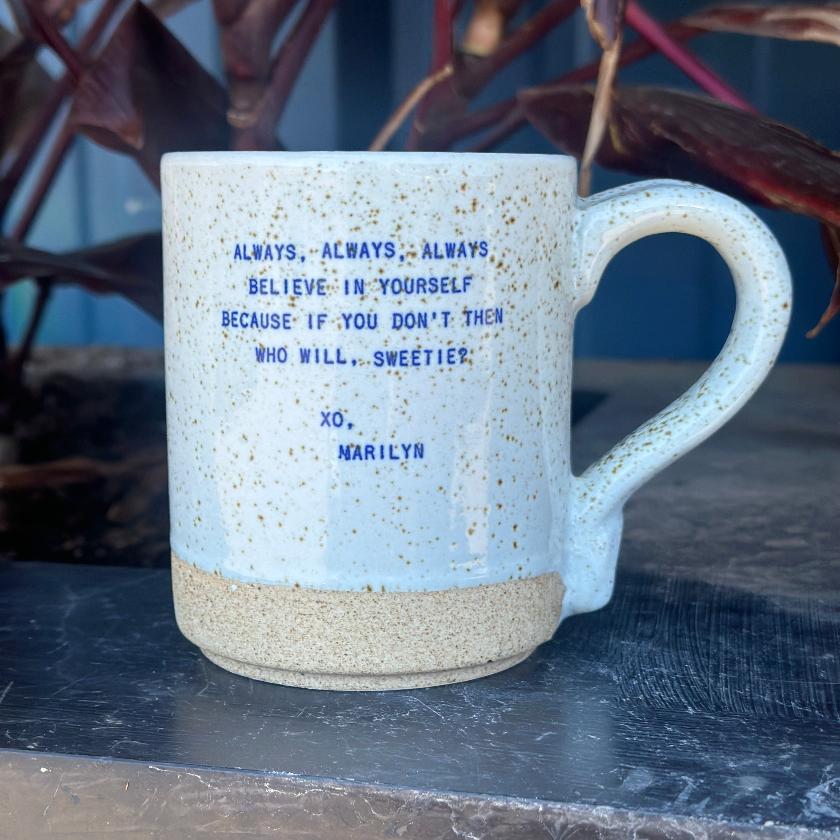 ALWAYS, ALWAYS, ALWAYS
BELIEVE IN YOURSELF
BECAUSE IF YOU DON'T THEN
WHO WILL, SWEETIE?
XO,
MARILYN